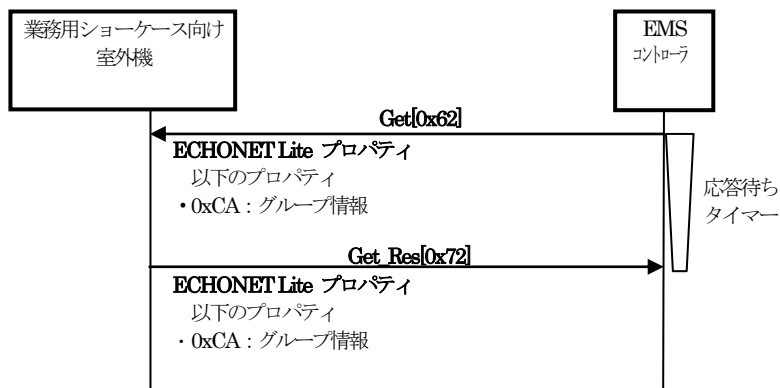 業務用ショーケース向け
室外機
EMS
コントローラ
Get[0x62]
ECHONET Lite プロパティ
以下のプロパティ
・0xCA：グループ情報
応答待ち
タイマー
Get_Res[0x72]
ECHONET Lite プロパティ
以下のプロパティ
・0xCA：グループ情報